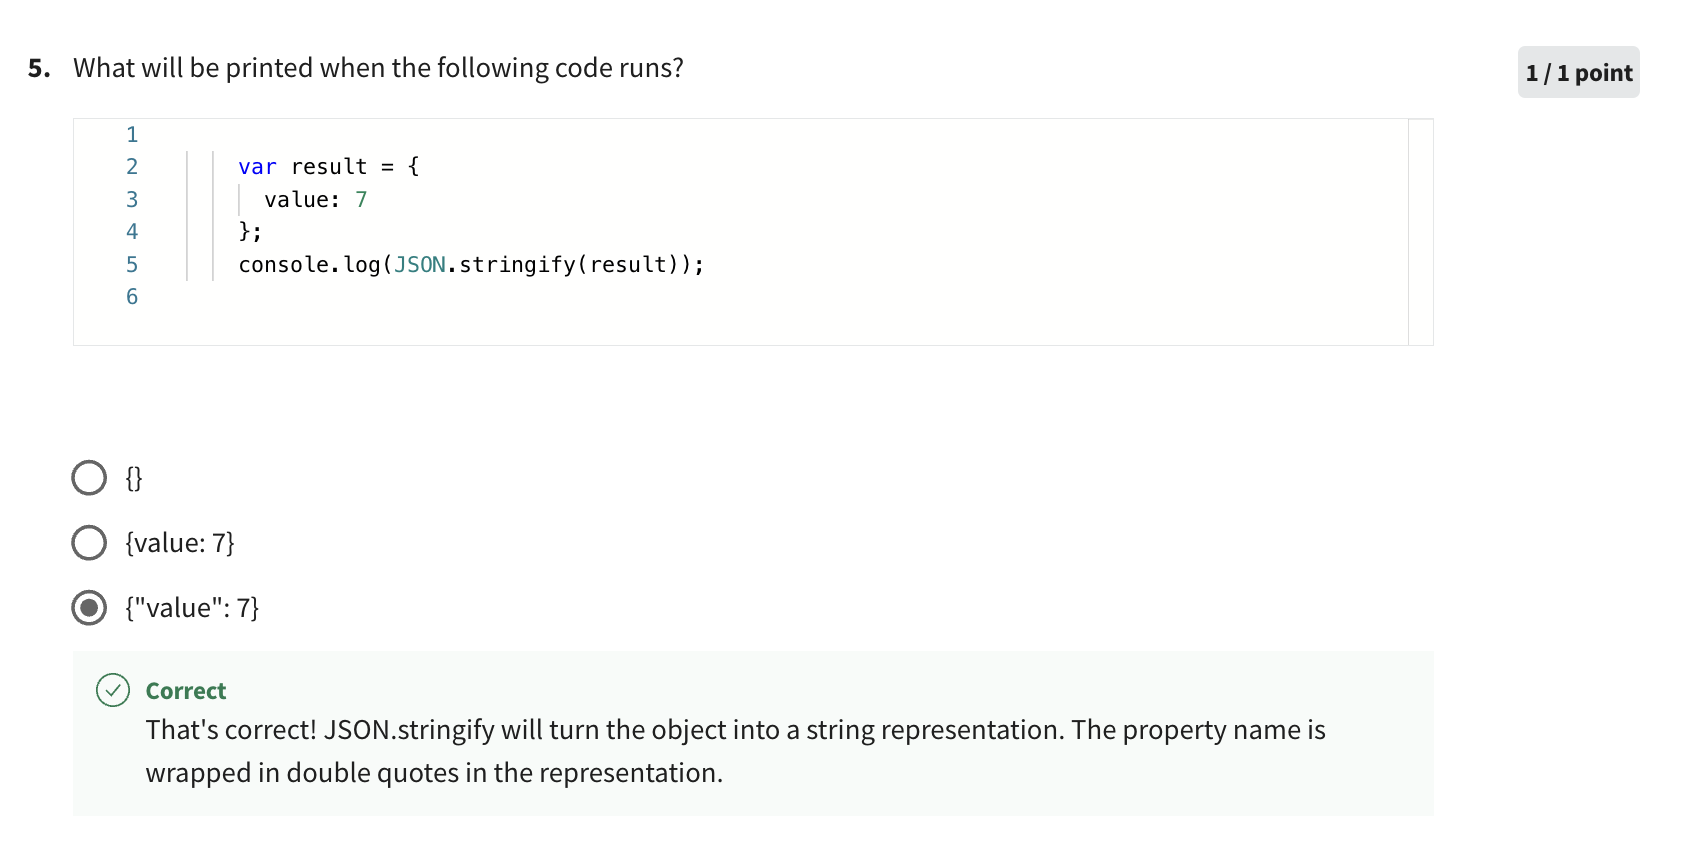 5. What will be printed when the following code runs?
1 / 1 point
1
2 var result = {
3 value: 7
4 };
5 console.log(JSON.stringify(result));
6
{}
{value: 7}
{"value": 7}
Correct
That's correct! JSON.stringify will turn the object into a string representation. The property name is
wrapped in double quotes in the representation.